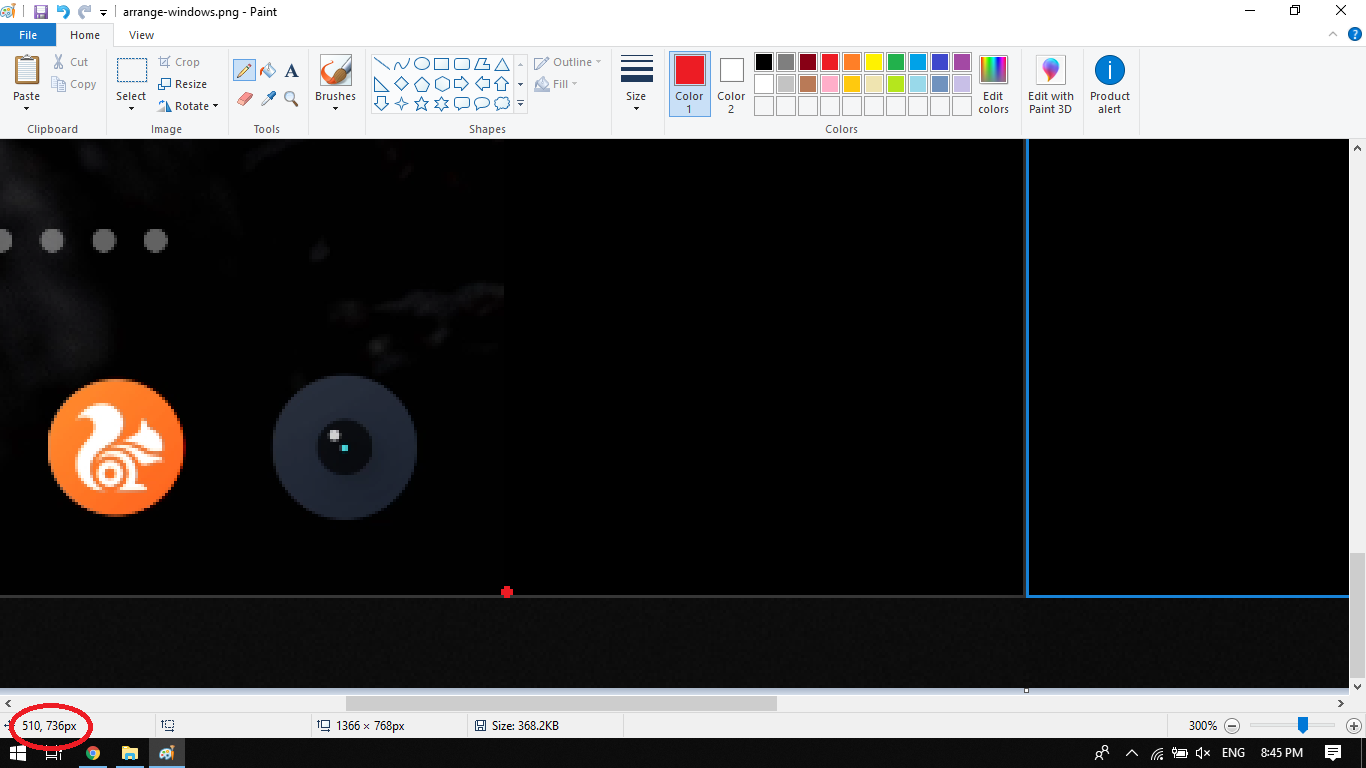 arrange-windows.png - Paint
File Home View
Paste Cut Copy Clipboard
Select Crop Resize Rotate Image
A Tools
Brushes
Shapes Outline Fill
Size
Color 1 Color 2 Colors Edit colors
Edit with Paint 3D
Product alert
510, 736px 1366 × 768px Size: 368.2KB 300%
ENG 8:45 PM